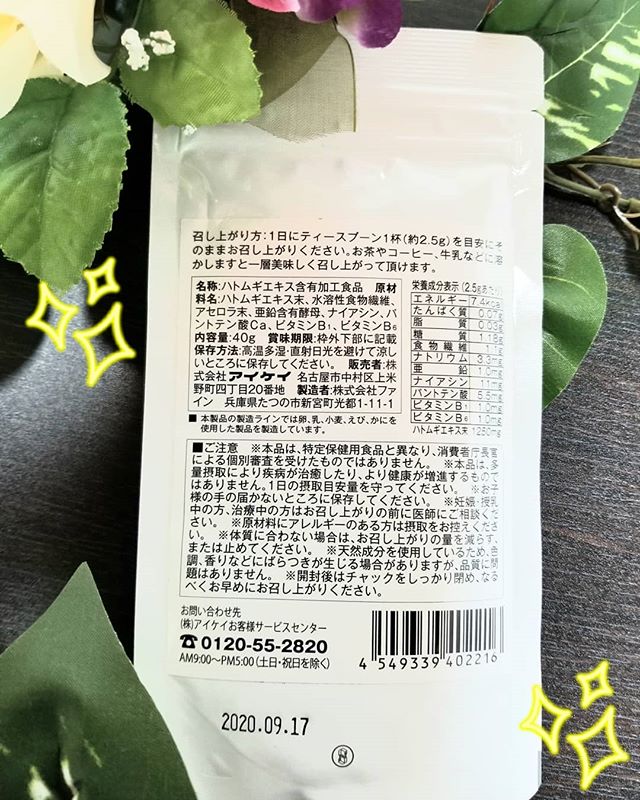 召し上がり方：1日にティースプーン1杯（約2.5g）を目安にそ
のままお召し上がりください。お茶やコーヒー、牛乳などに溶
かしますと一層美味しく召し上がって頂けます。
名称：ハトムギエキス含有加工食品　原材
料名：ハトムギエキス末、水溶性食物繊維、
アセロラ末、亜鉛含有酵母、ナイアシン、パ
ントテン酸Ca、ビタミンB1、ビタミンB6
内容量：40g　賞味期限：枠外下部に記載
保存方法：高温多湿・直射日光を避けて涼し
いところに保存してください。　販売者：株
式会社アイケイ　名古屋市中村区上米
野町四丁目20番地　製造者：株式会社ファ
イン　兵庫県たつの市新宮町光都1-11-1
栄養成分表示（2.5gあたり）
エネルギー 7.4kcal
たんぱく質 0.07g
脂質 0.03g
糖質 1.18g
食物繊維
ナトリウム 3.3mg
亜鉛 1.0mg
ナイアシン 11mg
パントテン酸 5.5mg
ビタミンB1 1.0mg
ビタミンB6 1.0mg
ハトムギエキス末 1250mg
■ 本製品の製造ラインでは卵、乳、小麦、えび、かにを
使用した製品を製造しています。
■ご注意　※本品は、特定保健用食品と異なり、消費者庁長官
による個別審査を受けたものではありません。　※本品は、多
量摂取により疾病が治癒したり、より健康が増進するもので
はありません。1日の摂取目安量を守ってください。　※お子
様の手の届かないところに保存してください。　※妊娠・授乳
中の方、治療中の方はお召し上がりの前に医師にご相談くださ
い。　※原材料にアレルギーのある方は摂取をお控えくださ
い。　※体質に合わない場合は、お召し上がりの量を減らす、
または止めてください。　※天然成分を使用しているため、色
調、香りなどにばらつきが生じる場合がありますが、品質に問
題はありません。　※開封後はチャックをしっかり閉め、なる
べくお早めにお召し上がりください。
お問い合わせ先
(株)アイケイお客様サービスセンター
☎0120-55-2820
AM9:00～PM5:00（土日・祝日を除く）
4 549339 402216
2020.09.17